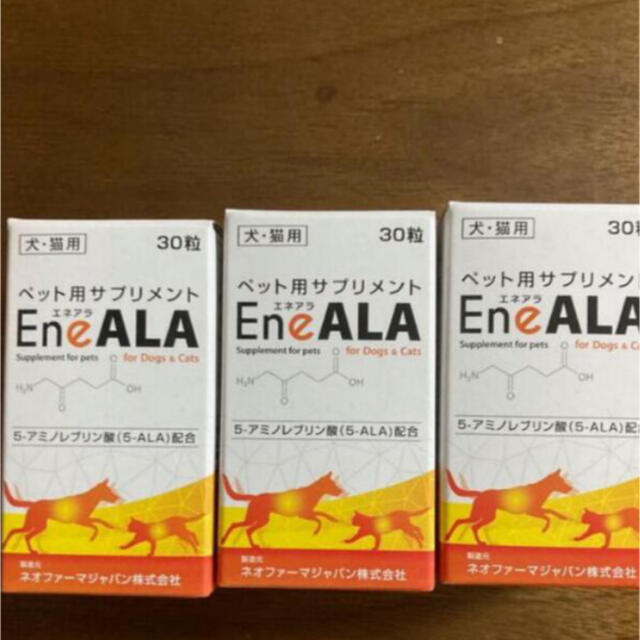 犬・猫用 30粒
ペット用サプリメント
エネアラ
EneALA
Supplement for pets for Dogs & Cats
H₂N O O OH
5-アミノレブリン酸(5-ALA)配合
製造元
ネオファーマジャパン株式会社
犬・猫用 30粒
ペット用サプリメント
エネアラ
EneALA
Supplement for pets for Dogs & Cats
H₂N O O OH
5-アミノレブリン酸(5-ALA)配合
製造元
ネオファーマジャパン株式会社
犬・猫用 30粒
ペット用サプリメン
エネアラ
EneALA
Supplement for pets for Dogs & Cats
H₂N O OH
5-アミノレブリン酸(5-ALA)配合
製造元
ネオファーマジャパン株式会社